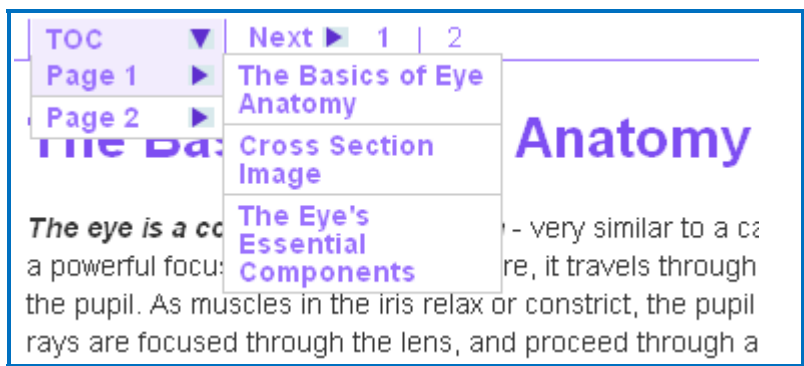 TOC Next 1 | 2
Page 1
Page 2
The Basics of Eye
Anatomy
Cross Section
Image
The Eye's
Essential
Components
The Bas Anatomy
The eye is a co - very similar to a ca
a powerful focus re, it travels through
the pupil. As muscles in the iris relax or constrict, the pupil
rays are focused through the lens, and proceed through a